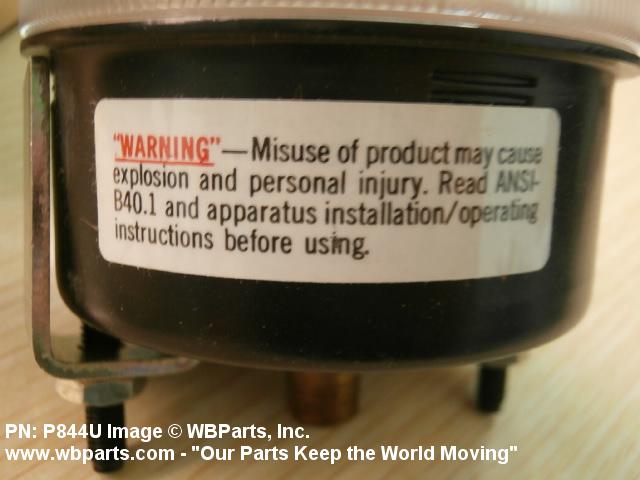 "WARNING"—Misuse of product may cause
explosion and personal injury. Read ANSI-
B40.1 and apparatus installation/operating
instructions before using.
PN: P844U Image © WBParts, Inc.
www.wbparts.com - "Our Parts Keep the World Moving"